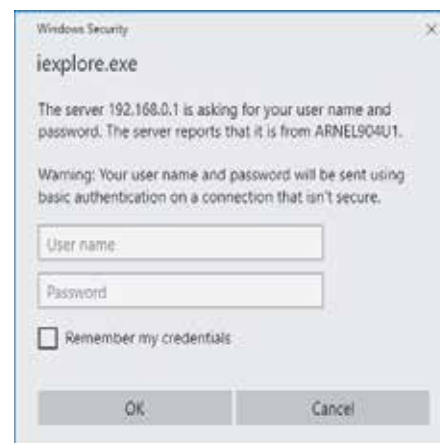 Windows Security
iexplore.exe
The server 192.168.0.1 is asking for your user name and
password. The server reports that it is from ARNEL904U1.
Warning: Your user name and password will be sent using
basic authentication on a connection that isn't secure.
User name
Password
Remember my credentials
OK
Cancel